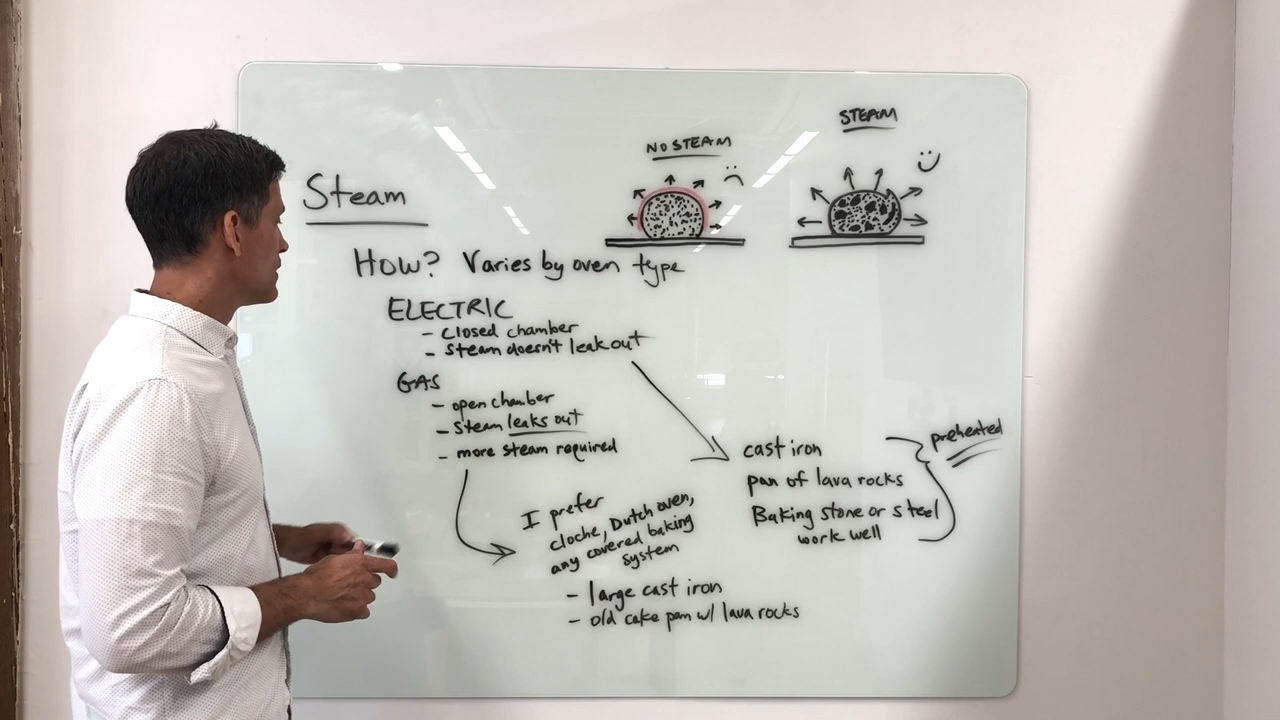 NO STEAM
STEAM
Steam
How? Varies by oven type
ELECTRIC
- closed chamber
- steam doesn't leak out
GAS
- open chamber
- steam leaks out
- more steam required
I prefer
cloche, Dutch oven,
any covered baking
system
- large cast iron
- old cake pan w/ lava rocks
cast iron
pan of lava rocks
Baking stone or steel
work well
preheated